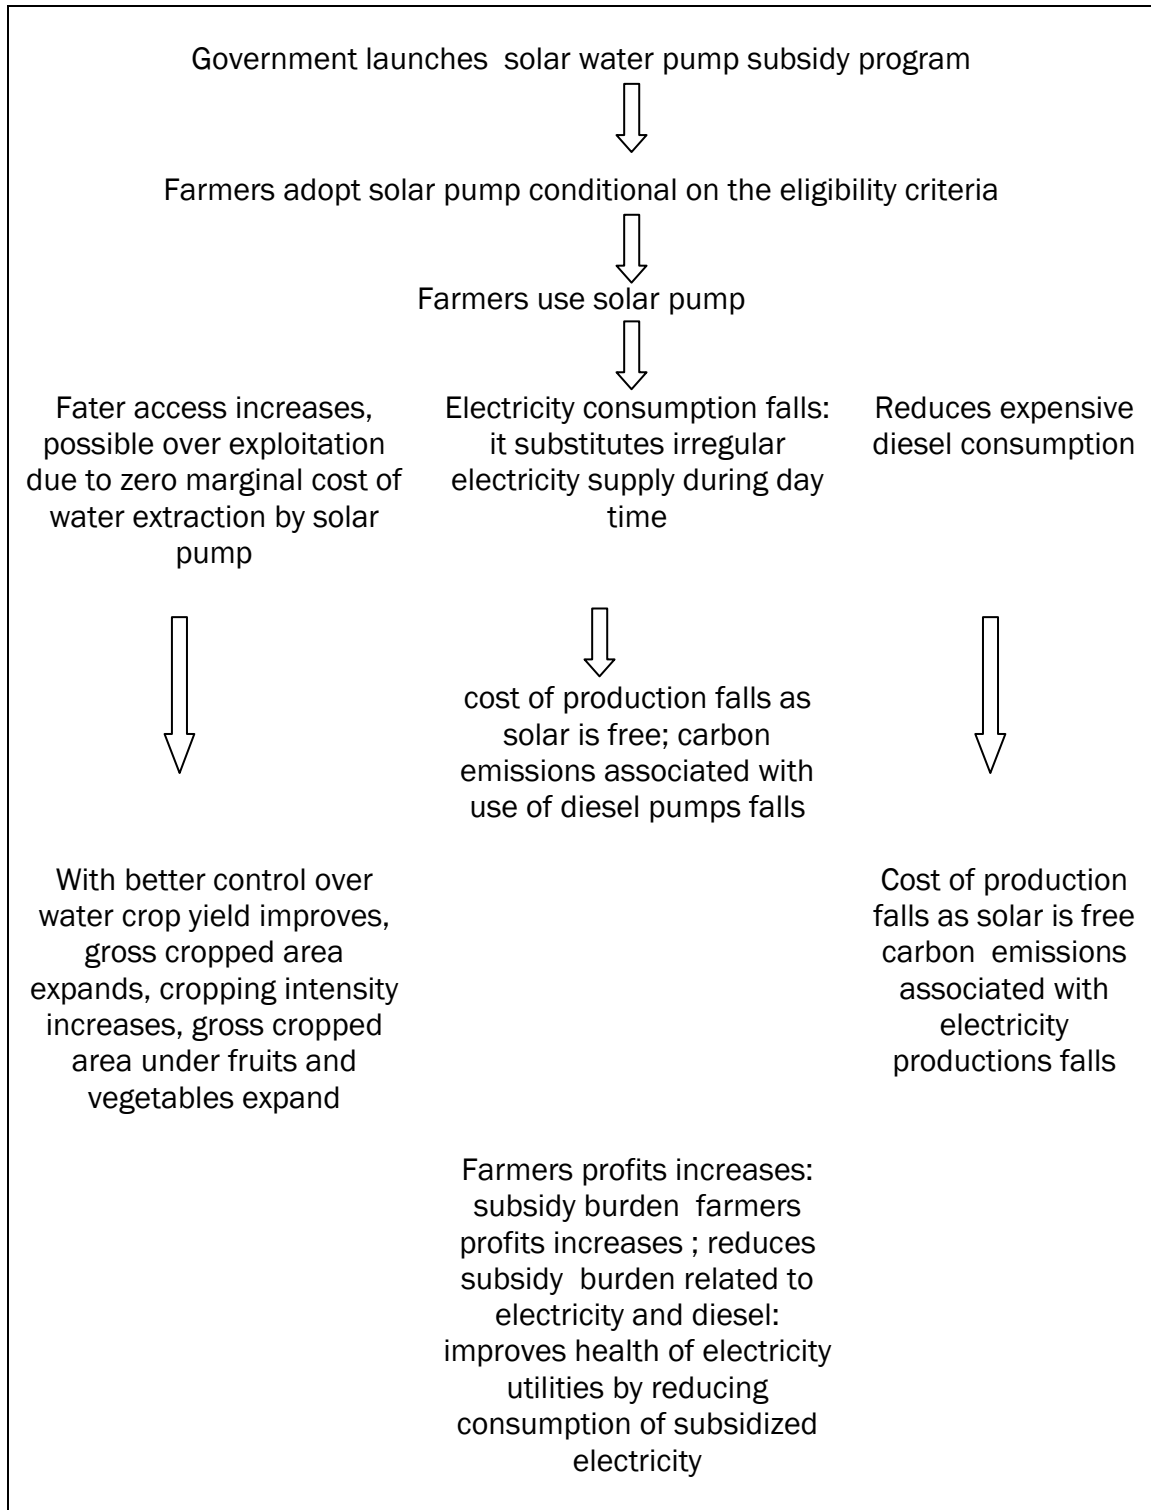 Government launches solar water pump subsidy program
Farmers adopt solar pump conditional on the eligibility criteria
Farmers use solar pump
Fater access increases,
possible over exploitation
due to zero marginal cost of
water extraction by solar
pump
Electricity consumption falls:
it substitutes irregular
electricity supply during day
time
Reduces expensive
diesel consumption
cost of production falls as
solar is free; carbon
emissions associated with
use of diesel pumps falls
With better control over
water crop yield improves,
gross cropped area
expands, cropping intensity
increases, gross cropped
area under fruits and
vegetables expand
Cost of production
falls as solar is free
carbon emissions
associated with
electricity
productions falls
Farmers profits increases:
subsidy burden farmers
profits increases ; reduces
subsidy burden related to
electricity and diesel:
improves health of electricity
utilities by reducing
consumption of subsidized
electricity